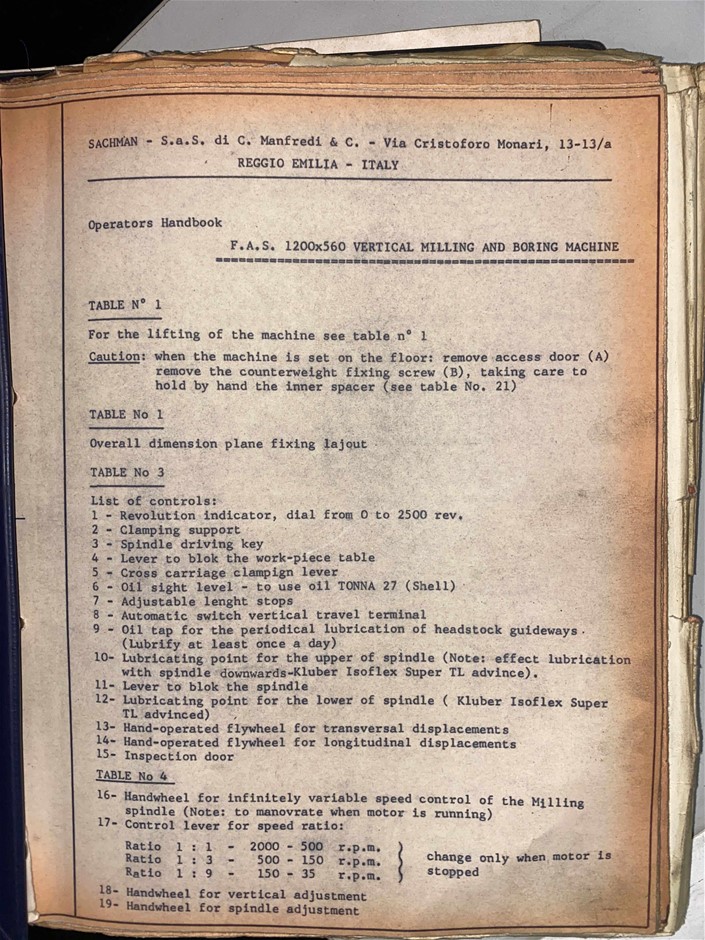 SACHMAN - S.a.S. di C. Manfredi & C. - Via Cristoforo Monari, 13-13/a
REGGIO EMILIA - ITALY
Operators Handbook
F.A.S. 1200x560 VERTICAL MILLING AND BORING MACHINE
TABLE N° 1
For the lifting of the machine see table n° 1
Caution: when the machine is set on the floor: remove access door (A)
remove the counterweight fixing screw (B), taking care to
hold by hand the inner spacer (see table No. 21)
TABLE No 1
Overall dimension plane fixing lajout
TABLE No 3
List of controls:
1 - Revolution indicator, dial from 0 to 2500 rev.
2 - Clamping support
3 - Spindle driving key
4 - Lever to blok the work-piece table
5 - Cross carriage clampign lever
6 - Oil sight level - to use oil TONNA 27 (Shell)
7 - Adjustable lenght stops
8 - Automatic switch vertical travel terminal
9 - Oil tap for the periodical lubrication of headstock guideways.
(Lubrify at least once a day)
10- Lubricating point for the upper of spindle (Note: effect lubrication
with spindle downwards-Kluber Isoflex Super TL advince).
11- Lever to blok the spindle
12- Lubricating point for the lower of spindle ( Kluber Isoflex Super
TL advinced)
13- Hand-operated flywheel for transversal displacements
14- Hand-operated flywheel for longitudinal displacements
15- Inspection door
TABLE No 4
16- Handwheel for infinitely variable speed control of the Milling
spindle (Note: to manovrate when motor is running)
17- Control lever for speed ratio:
Ratio 1 : 1 - 2000 - 500 r.p.m.
Ratio 1 : 3 - 500 - 150 r.p.m. } change only when motor is
Ratio 1 : 9 - 150 - 35 r.p.m. stopped
18- Handwheel for vertical adjustment
19- Handwheel for spindle adjustment